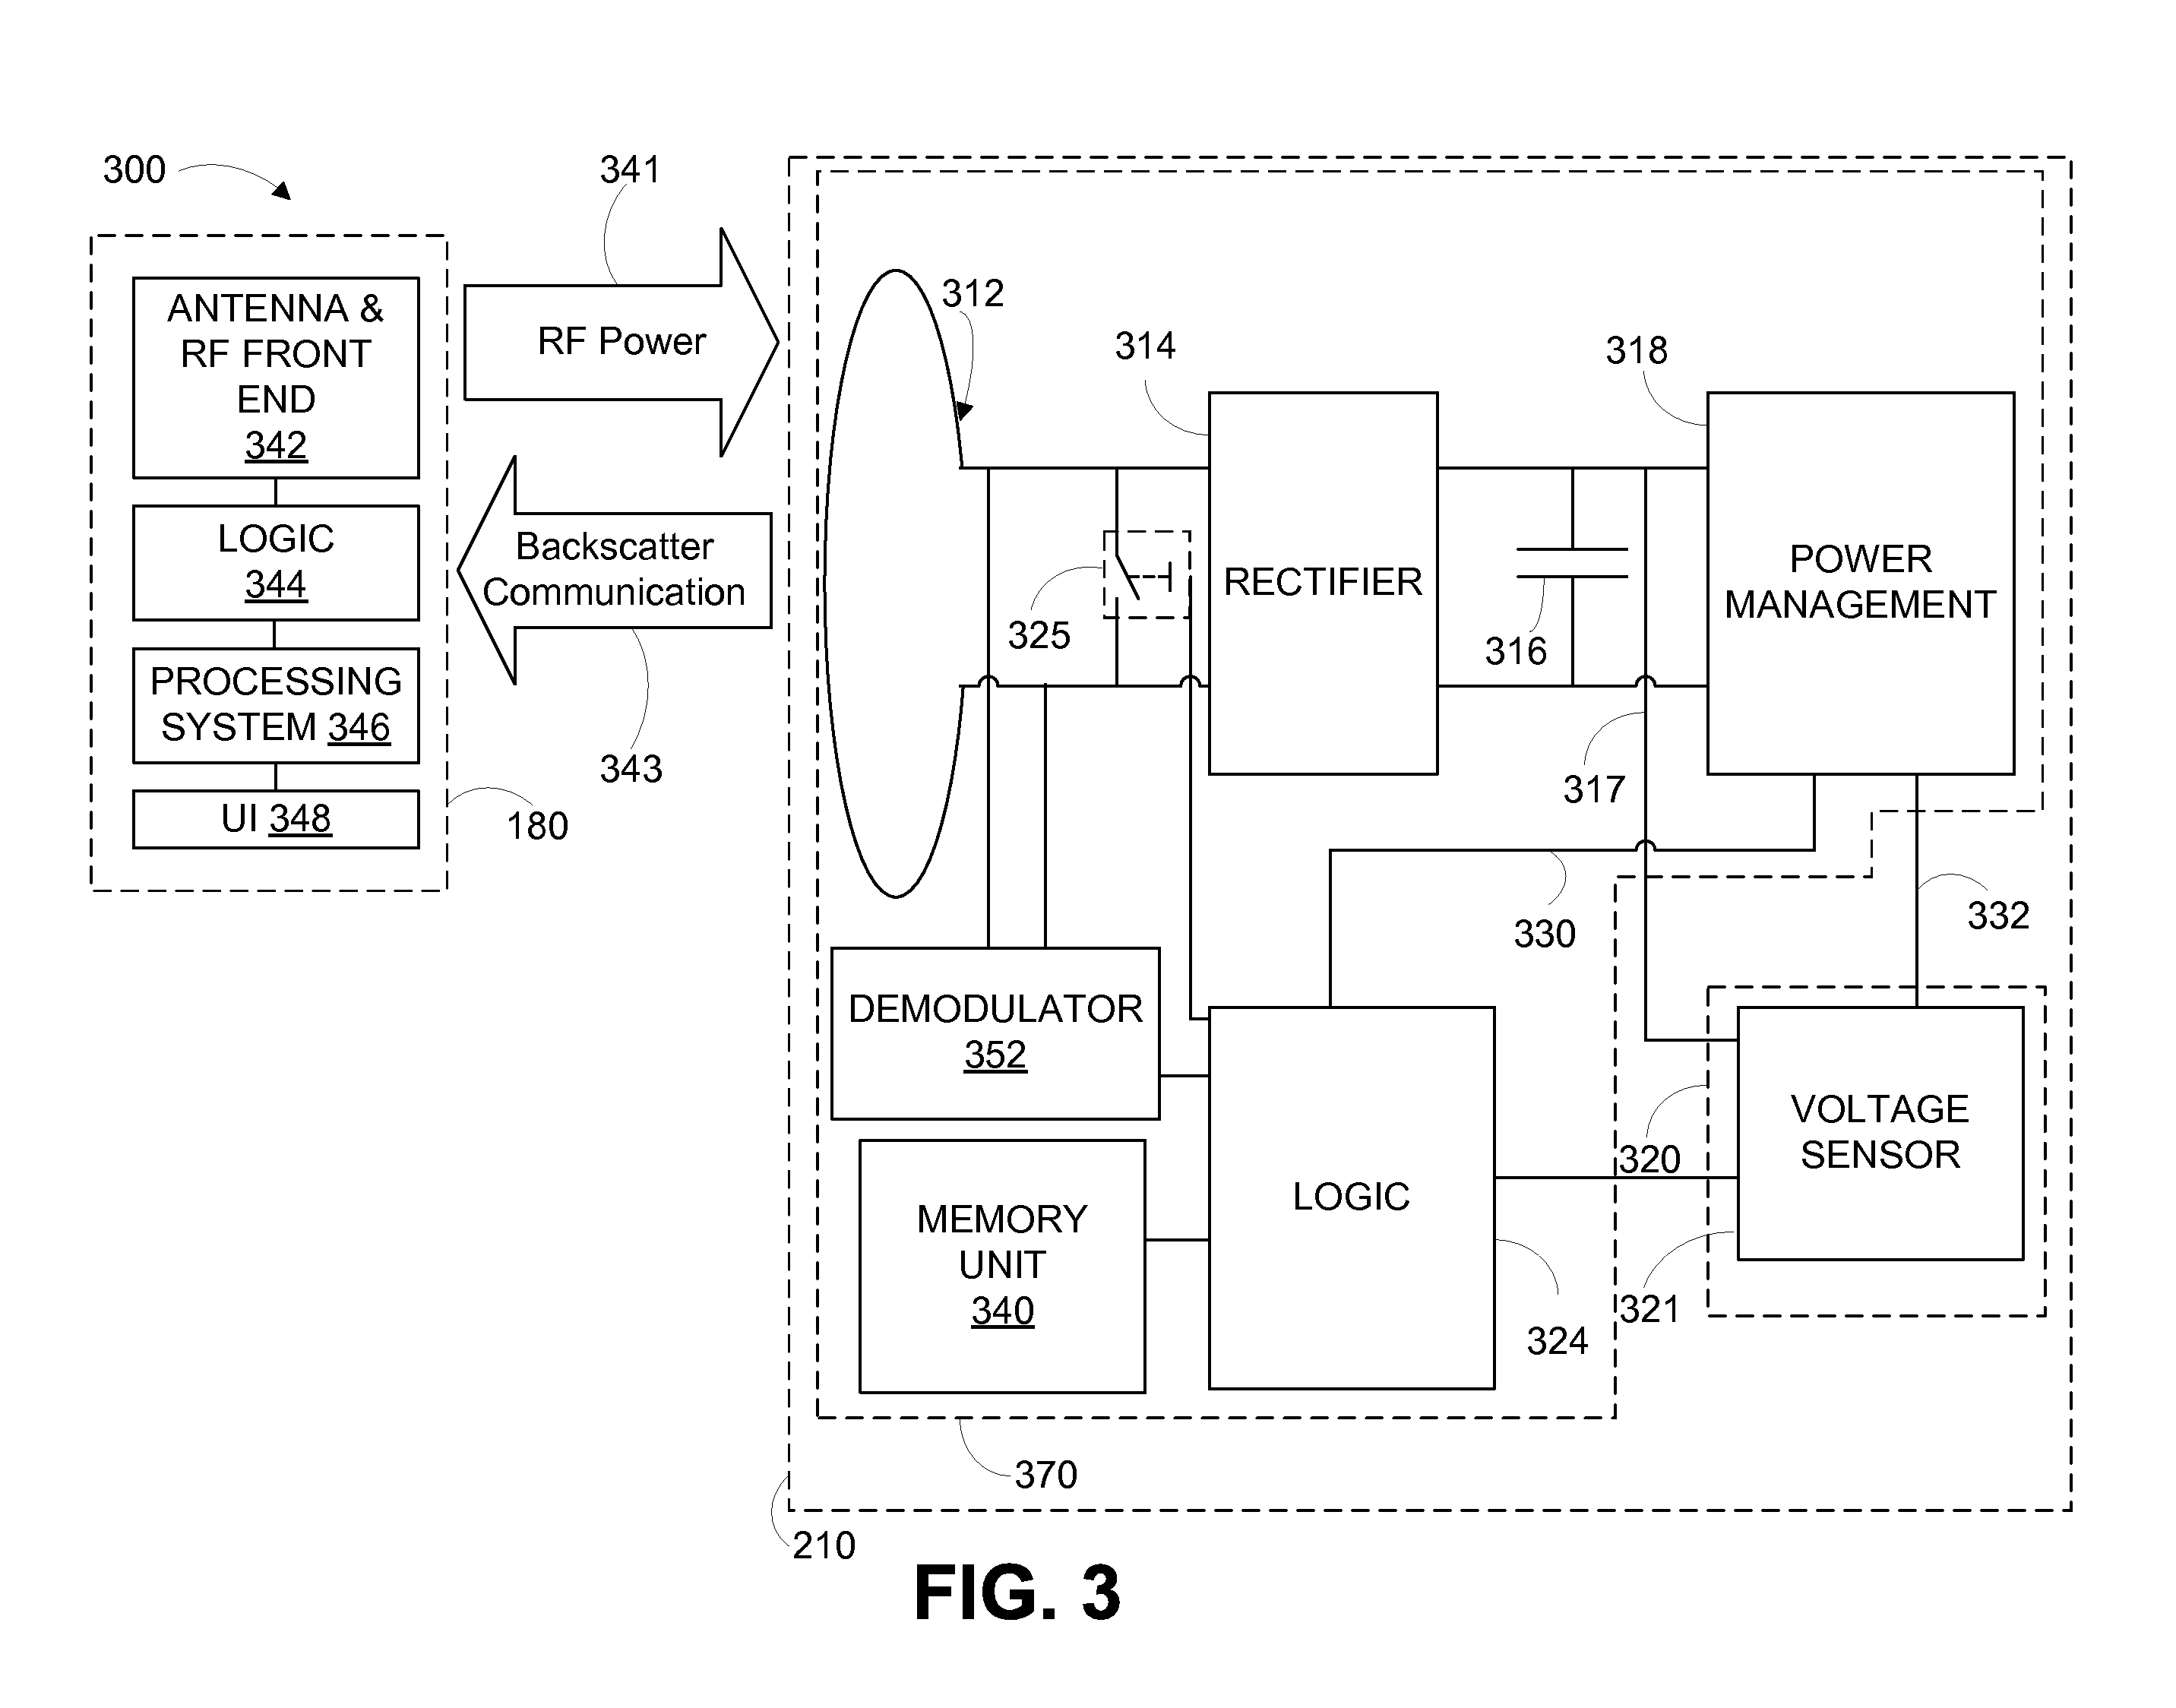 300
341
ANTENNA &
RF FRONT
END
342
LOGIC
344
PROCESSING
SYSTEM 346
UI 348
180
RF Power
Backscatter
Communication
343
312
314
318
325
RECTIFIER
316
317
POWER
MANAGEMENT
330
332
DEMODULATOR
352
MEMORY
UNIT
340
LOGIC
324
320
321
VOLTAGE
SENSOR
370
210
FIG. 3